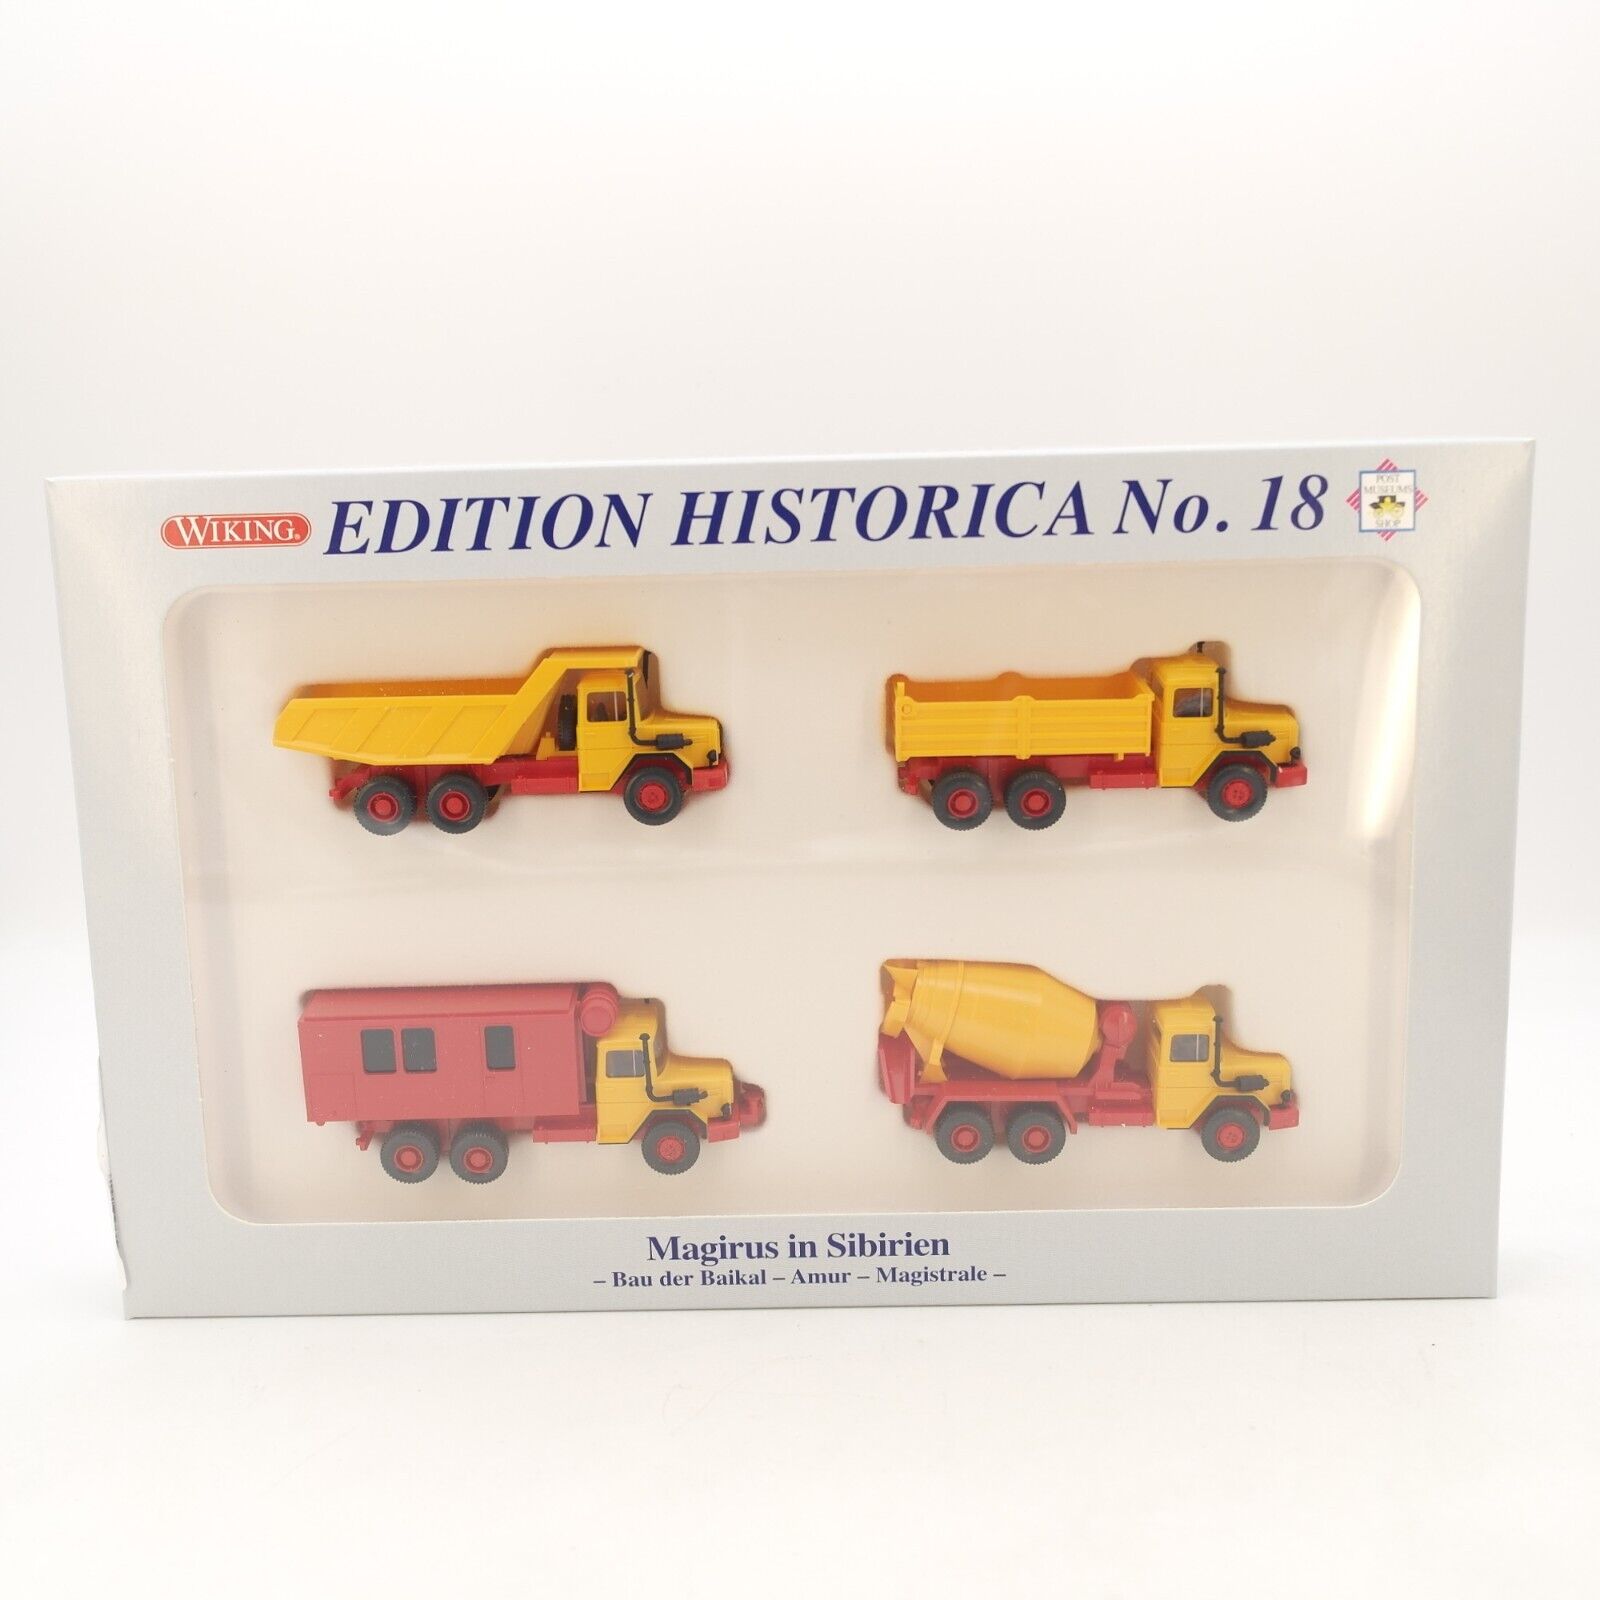 WIKING®
EDITION HISTORICA No. 18
POST
MUSEUMS
SHOP
Magirus in Sibirien
– Bau der Baikal – Amur – Magistrale –